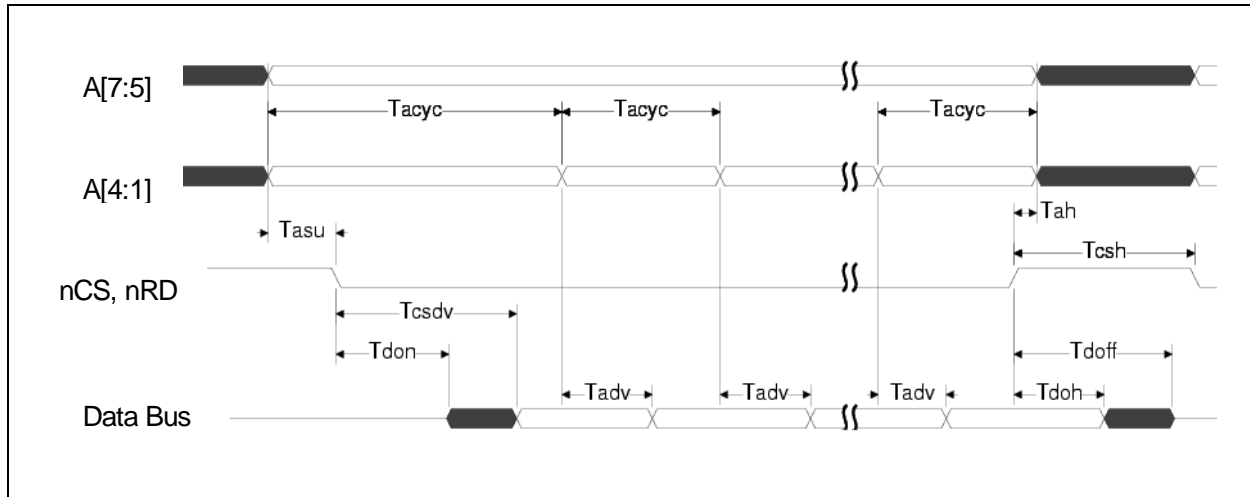 A[7:5]
Tacyc Tacyc Tacyc
A[4:1]
Tasu Tah
Tcsh
nCS, nRD
Tcsdv
Tdon Tdoff
Tadv Tadv Tadv Tdoh
Data Bus